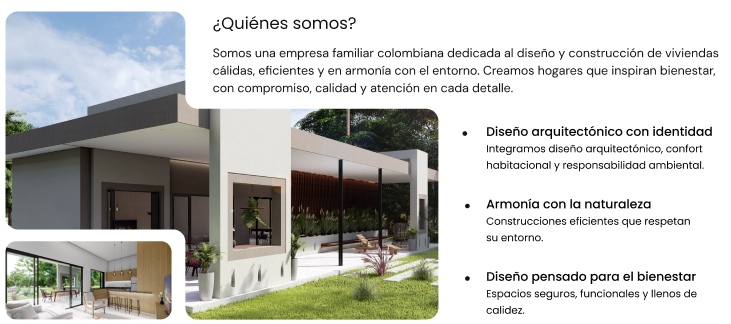 ¿Quiénes somos?
Somos una empresa familiar colombiana dedicada al diseño y construcción de viviendas
cálidas, eficientes y en armonía con el entorno. Creamos hogares que inspiran bienestar,
con compromiso, calidad y atención en cada detalle.
• Diseño arquitectónico con identidad
Integramos diseño arquitectónico, confort
habitacional y responsabilidad ambiental.
• Armonía con la naturaleza
Construcciones eficientes que respetan
su entorno.
• Diseño pensado para el bienestar
Espacios seguros, funcionales y llenos de
calidez.